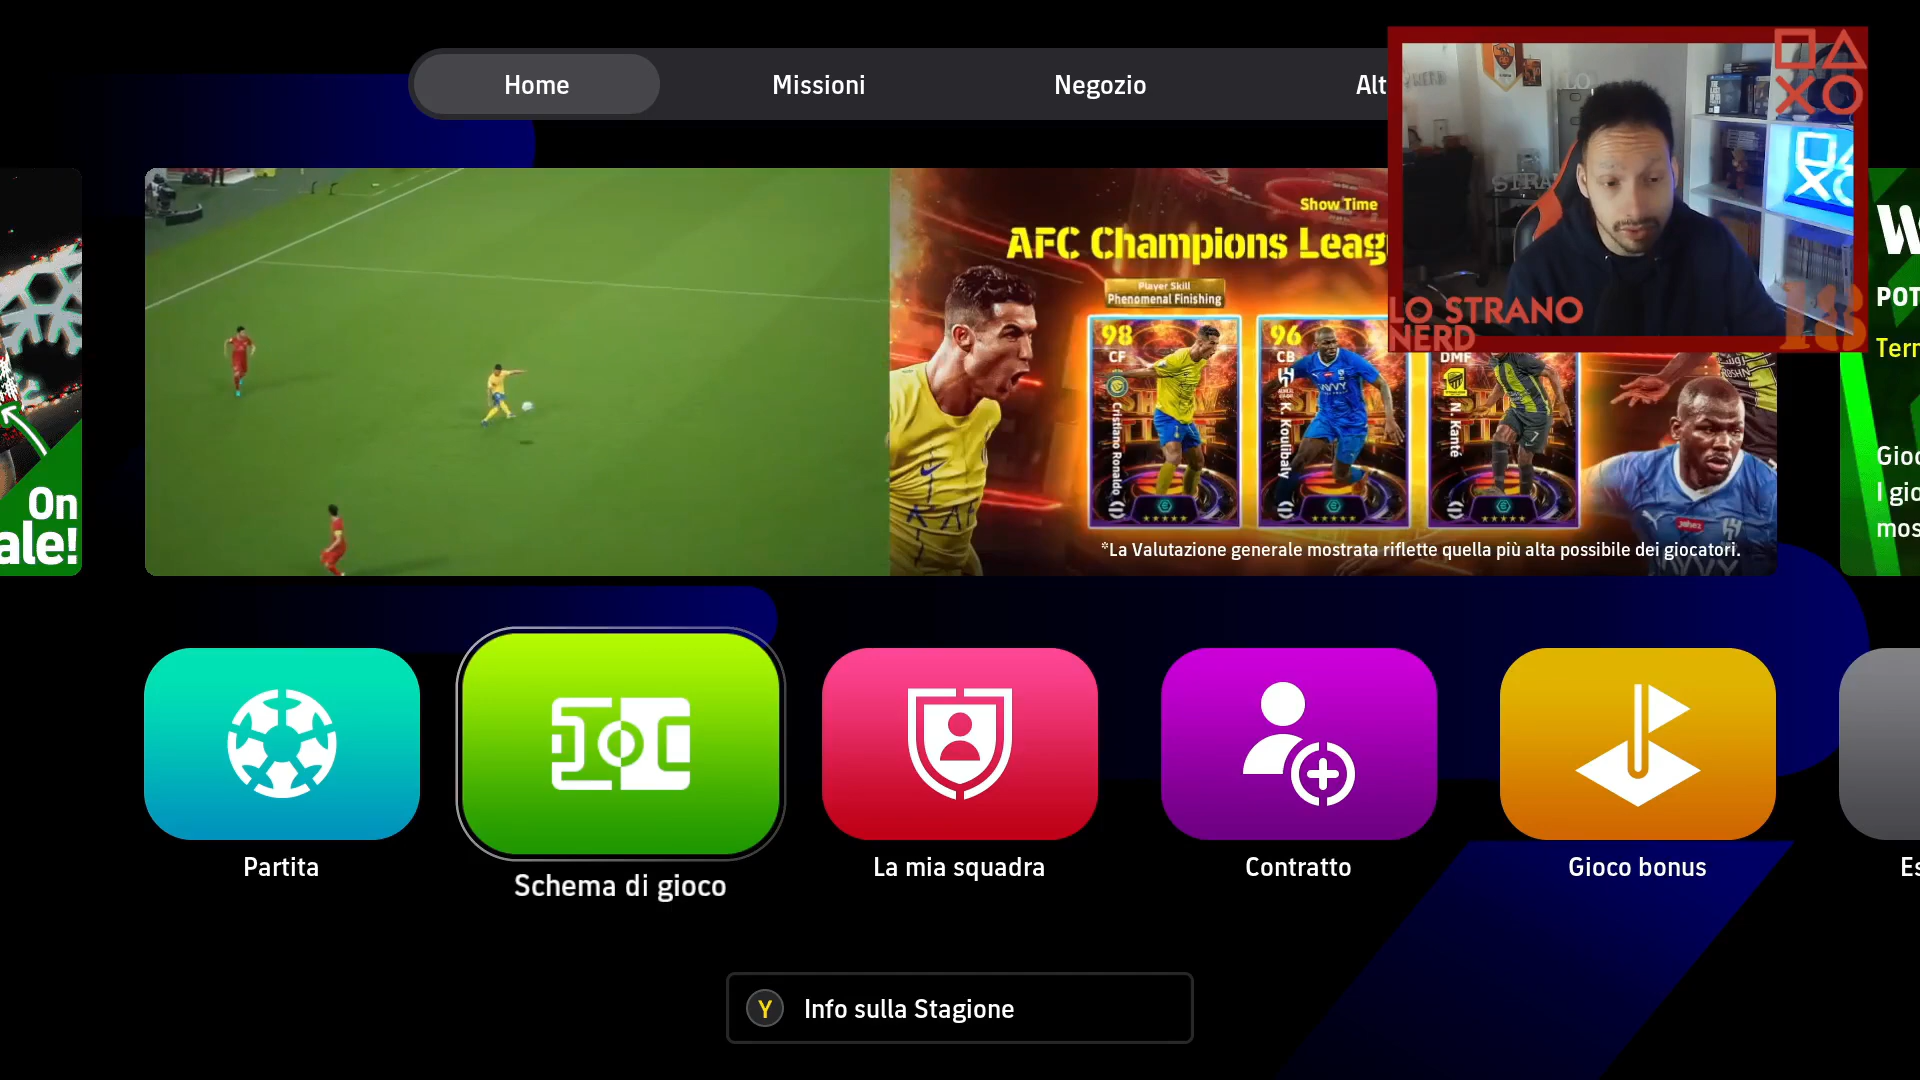 Home
Missioni
Negozio
Alt
Show Time
AFC Champions Leag
Player Skill
Phenomenal Finishing
98
CF
Cristiano Ronaldo
96
CB
K. Koulibaly
DMF
N. Kanté
*La Valutazione generale mostrata riflette quella più alta possibile dei giocatori.
LO STRANO
NERD
18
On
ale!
W
POT
Terr
Gioc
I gio
mos
Partita
Schema di gioco
La mia squadra
Contratto
Gioco bonus
Es
Y Info sulla Stagione